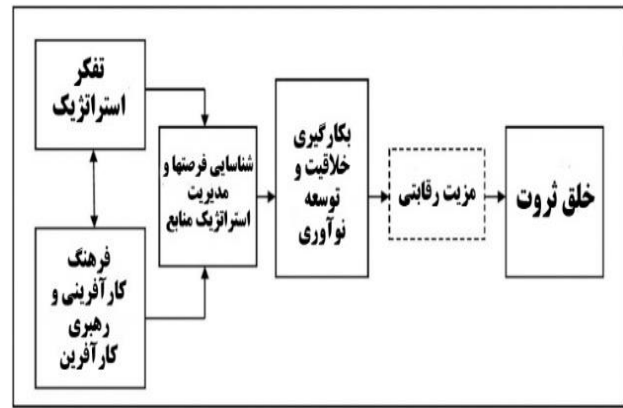 تفکر
استراتژیک
فرهنگ
کارآفرینی و
رهبری
کارآفرین
شناسایی فرصتها و
مدیریت
استراتژیک منابع
بکارگیری
خلاقیت و
توسعه
نوآوری
مزیت رقابتی
خلق ثروت